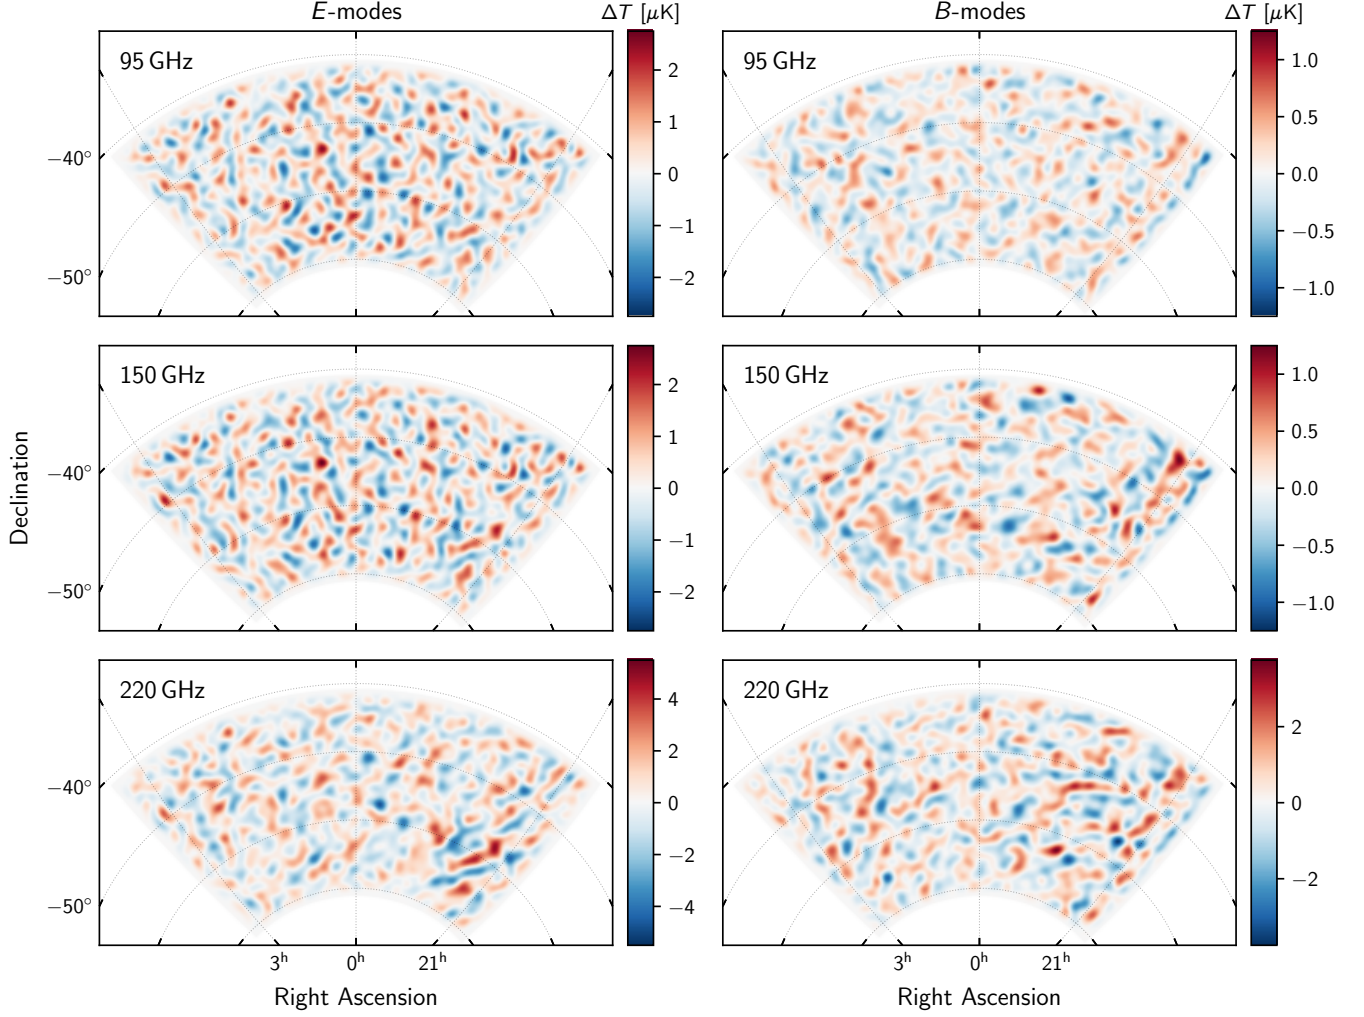 E-modes
ΔT [μK]
B-modes
ΔT [μK]
95 GHz
2
1
0
−1
−2
−40°
−50°
95 GHz
1.0
0.5
0.0
−0.5
−1.0
150 GHz
2
1
0
−1
−2
−40°
−50°
150 GHz
1.0
0.5
0.0
−0.5
−1.0
Declination
220 GHz
4
2
0
−2
−4
−40°
−50°
220 GHz
2
0
−2
3ʰ 0ʰ 21ʰ
3ʰ 0ʰ 21ʰ
Right Ascension
Right Ascension